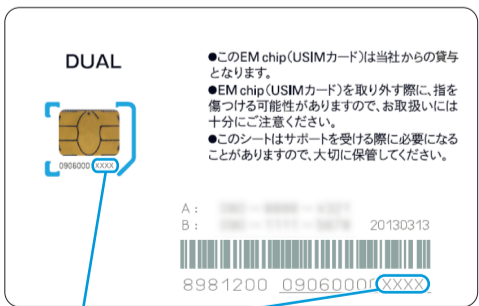 DUAL
●このEM chip(USIMカード)は当社からの貸与
となります。
●EM chip(USIMカード)を取り外す際に、指を
傷つける可能性がありますので、お取扱いには
十分にご注意ください。
●このシートはサポートを受ける際に必要になる
ことがありますので、大切に保管してください。
0906000 XXXX
A:
B:
20130313
8981200 09060000XXXX